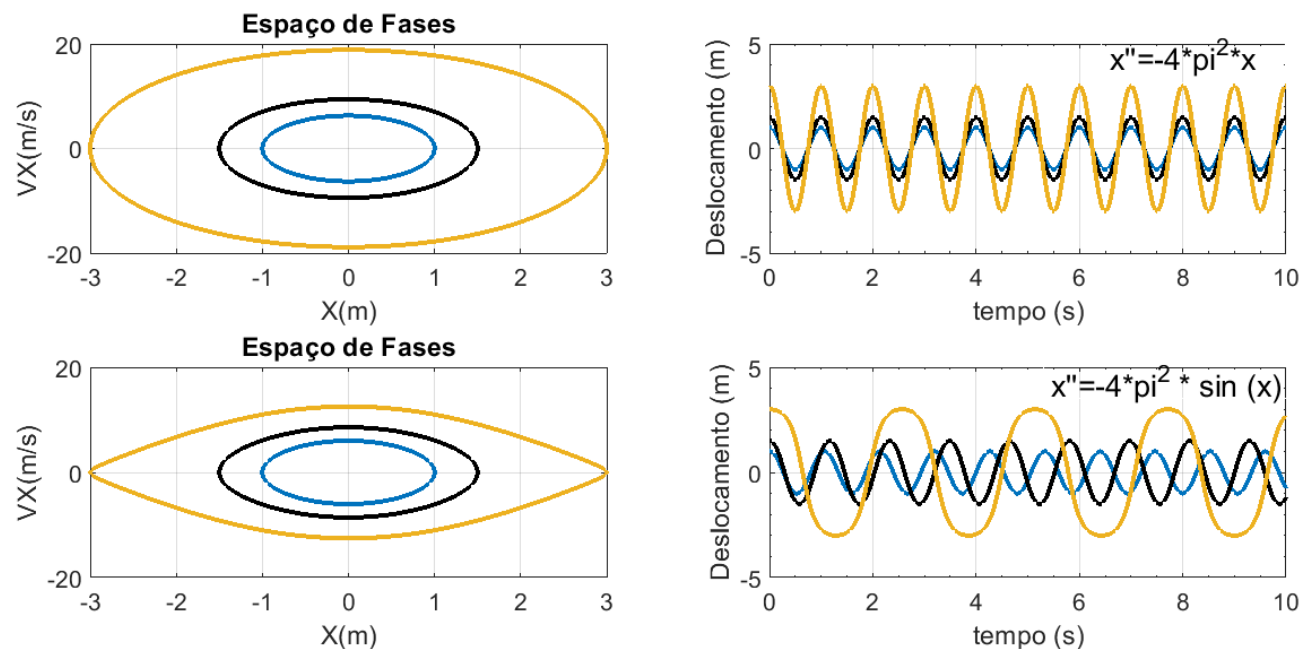 Espaço de Fases
20
0
-20
VX(m/s)
-3 -2 -1 0 1 2 3
X(m)
x"=-4*pi²*x
5
0
-5
Deslocamento (m)
0 2 4 6 8 10
tempo (s)
Espaço de Fases
20
0
-20
VX(m/s)
-3 -2 -1 0 1 2 3
X(m)
x"=-4*pi² * sin (x)
5
0
-5
Deslocamento (m)
0 2 4 6 8 10
tempo (s)